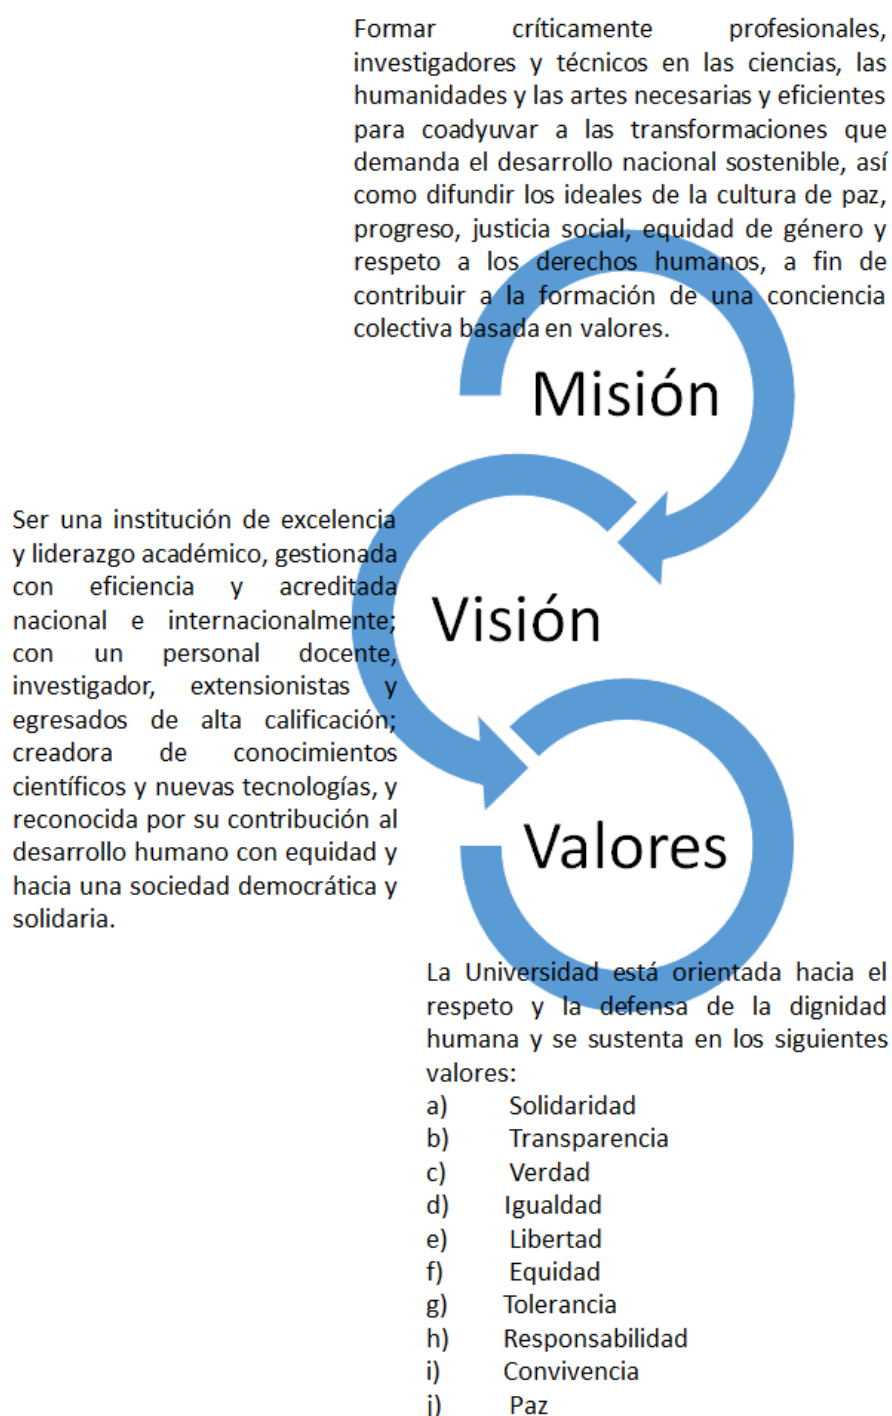 Formar críticamente profesionales,
investigadores y técnicos en las ciencias, las
humanidades y las artes necesarias y eficientes
para coadyuvar a las transformaciones que
demanda el desarrollo nacional sostenible, así
como difundir los ideales de la cultura de paz,
progreso, justicia social, equidad de género y
respeto a los derechos humanos, a fin de
contribuir a la formación de una conciencia
colectiva basada en valores.
Misión
Ser una institución de excelencia
y liderazgo académico, gestionada
con eficiencia y acreditada
nacional e internacionalmente;
con un personal docente,
investigador, extensionistas y
egresados de alta calificación;
creadora de conocimientos
científicos y nuevas tecnologías, y
reconocida por su contribución al
desarrollo humano con equidad y
hacia una sociedad democrática y
solidaria.
Visión
Valores
La Universidad está orientada hacia el
respeto y la defensa de la dignidad
humana y se sustenta en los siguientes
valores:
a) Solidaridad
b) Transparencia
c) Verdad
d) Igualdad
e) Libertad
f) Equidad
g) Tolerancia
h) Responsabilidad
i) Convivencia
j) Paz